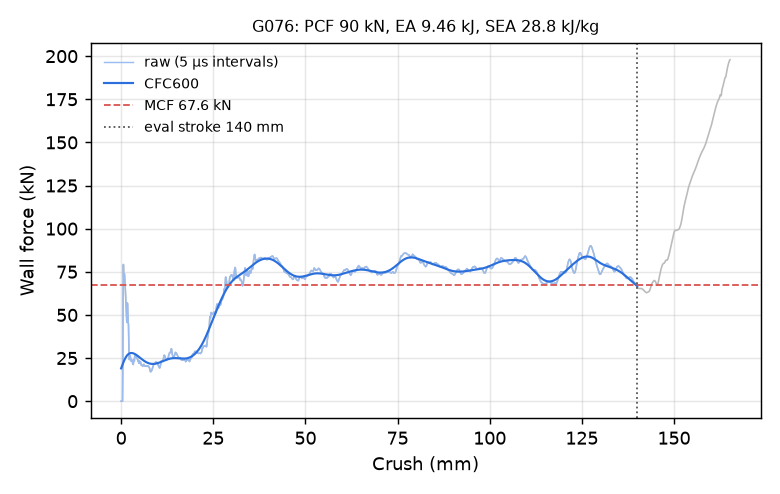 G076: PCF 90 kN, EA 9.46 kJ, SEA 28.8 kJ/kg
raw (5 µs intervals)
CFC600
MCF 67.6 kN
eval stroke 140 mm
200
175
150
125
100
75
50
25
0
Wall force (kN)
0 25 50 75 100 125 150
Crush (mm)